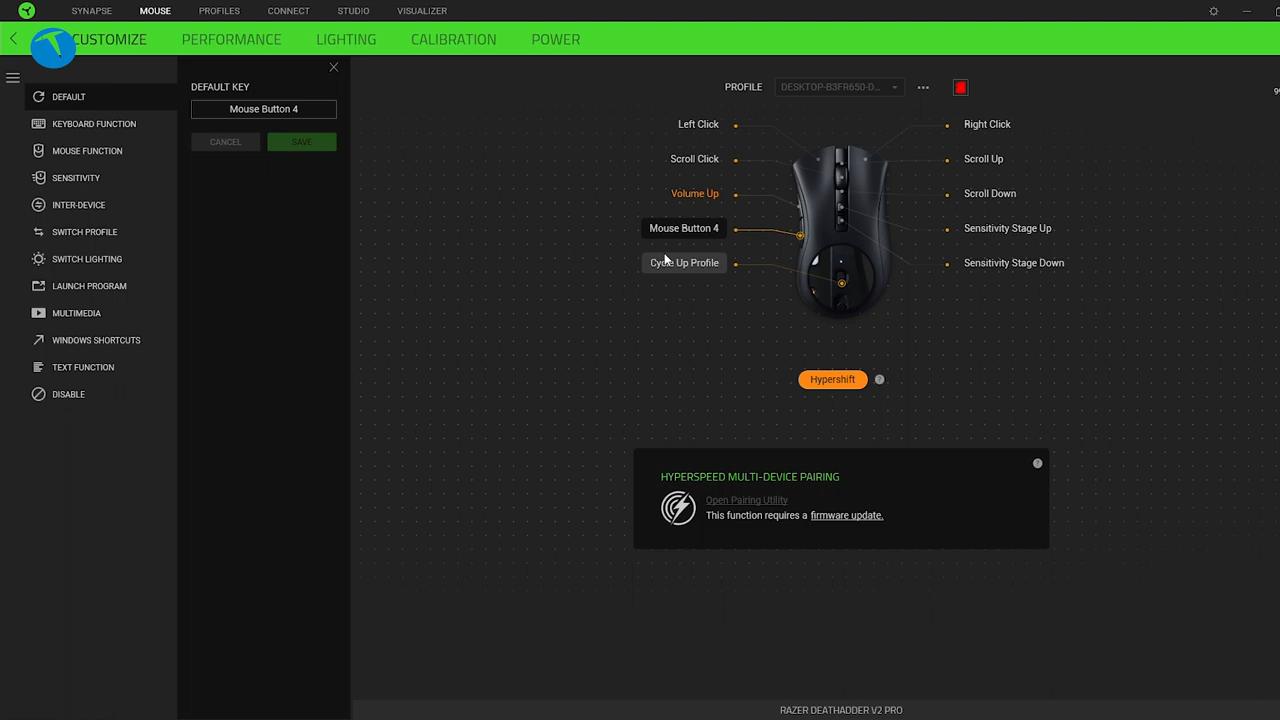 SYNAPSE MOUSE PROFILES CONNECT STUDIO VISUALIZER
CUSTOMIZE PERFORMANCE LIGHTING CALIBRATION POWER
DEFAULT
KEYBOARD FUNCTION
MOUSE FUNCTION
SENSITIVITY
INTER-DEVICE
SWITCH PROFILE
SWITCH LIGHTING
LAUNCH PROGRAM
MULTIMEDIA
WINDOWS SHORTCUTS
TEXT FUNCTION
DISABLE
DEFAULT KEY
Mouse Button 4
CANCEL SAVE
PROFILE DESKTOP-B3FR650-D...
Left Click
Scroll Click
Volume Up
Mouse Button 4
Cycle Up Profile
Right Click
Scroll Up
Scroll Down
Sensitivity Stage Up
Sensitivity Stage Down
Hypershift ?
HYPERSPEED MULTI-DEVICE PAIRING ?
Open Pairing Utility
This function requires a firmware update.
RAZER DEATHADDER V2 PRO